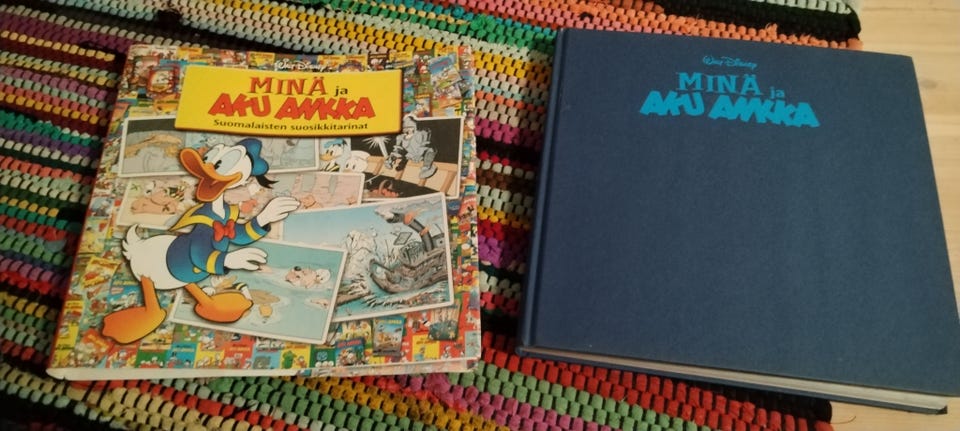 Walt Disney
MINÄ ja
AKU ANKKA
Suomalaisten suosikkitarinat
Walt Disney
MINÄ ja
AKU ANKKA